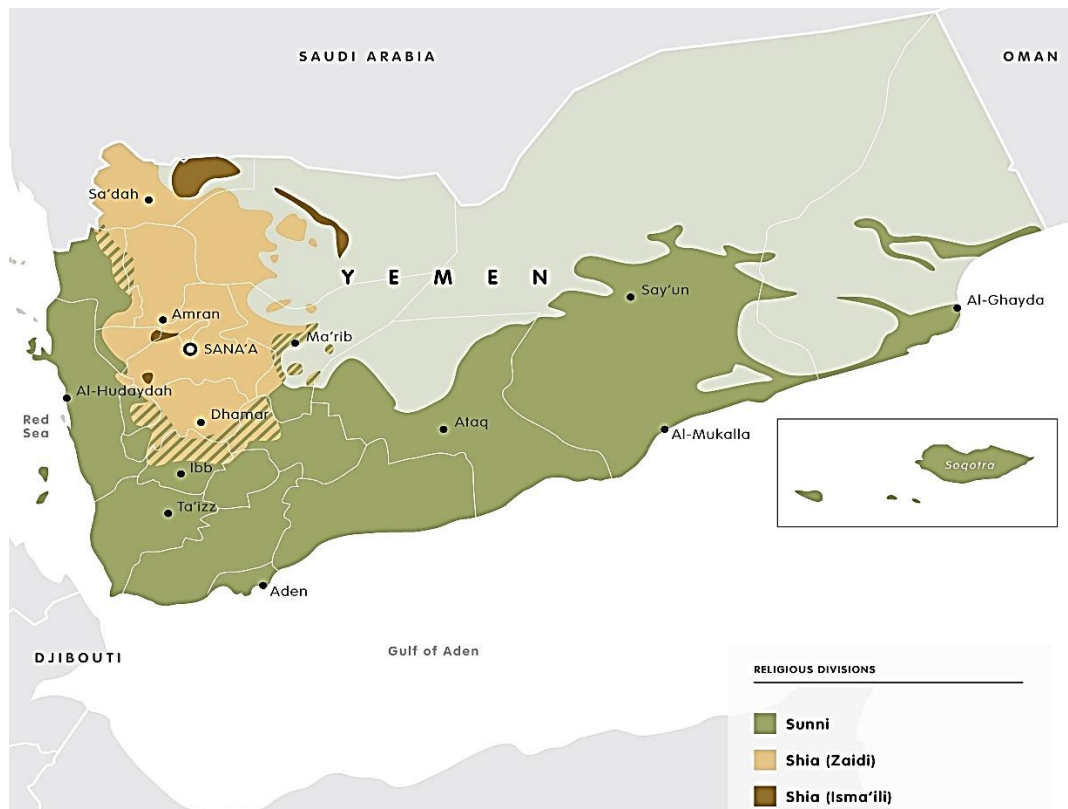 SAUDI ARABIA
OMAN
Sa'dah
YEMEN
Say'un
Al-Ghayda
Amran
SANA'A
Ma'rib
Al-Hudaydah
Red
Sea
Dhamar
Ataq
Al-Mukalla
Ibb
Soqotra
Ta'izz
Aden
Gulf of Aden
DJIBOUTI
RELIGIOUS DIVISIONS
Sunni
Shia (Zaidi)
Shia (Isma'ili)